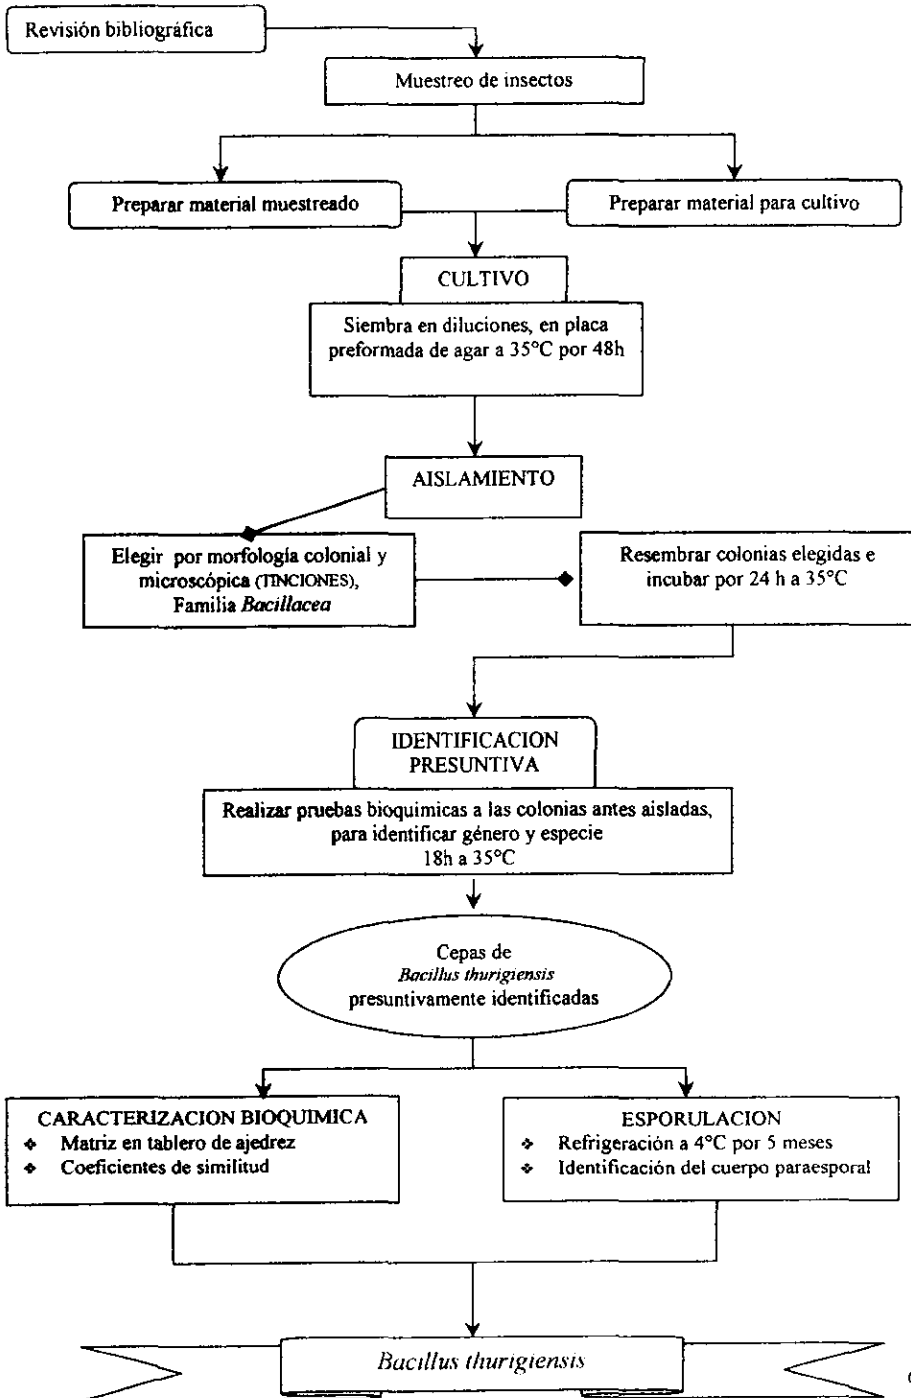 Revisión bibliográfica
Muestreo de insectos
Preparar material muestreado
Preparar material para cultivo
CULTIVO
Siembra en diluciones, en placa
preformada de agar a 35°C por 48h
AISLAMIENTO
Elegir por morfología colonial y
microscópica (TINCIONES),
Familia Bacillacea
Resembrar colonias elegidas e
incubar por 24 h a 35°C
IDENTIFICACION
PRESUNTIVA
Realizar pruebas bioquimicas a las colonias antes aisladas,
para identificar género y especie
18h a 35°C
Cepas de
Bacillus thurigiensis
presuntivamente identificadas
CARACTERIZACION BIOQUIMICA
❖ Matriz en tablero de ajedrez
❖ Coeficientes de similitud
ESPORULACION
❖ Refrigeración a 4°C por 5 meses
❖ Identificación del cuerpo paraesporal
Bacillus thurigiensis